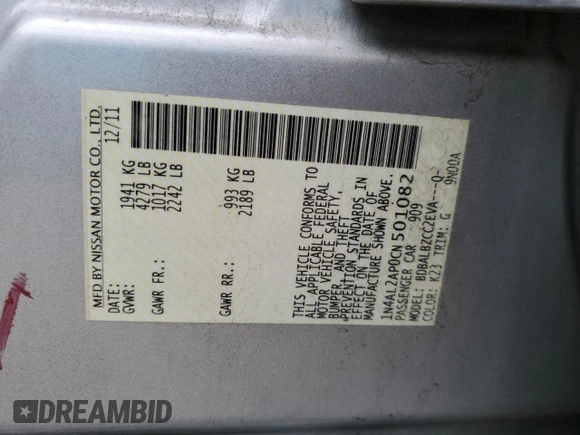 MFD BY NISSAN MOTOR CO., LTD.
DATE: 12/11
GVWR: 1941 KG
4279 LB
GAWR FR.: 1017 KG
2242 LB
GAWR RR.: 993 KG
2189 LB
THIS VEHICLE CONFORMS TO
ALL APPLICABLE FEDERAL
MOTOR VEHICLE SAFETY,
BUMPER, AND THEFT
PREVENTION STANDARDS IN
EFFECT ON THE DATE OF
MANUFACTURE SHOWN ABOVE.
1N4AL2AP0CN501082
PASSENGER CAR 909
MODEL: BDBALBZCC2EVA---Q-
COLOR: K23 TRIM: G 9N00A
DREAMBID